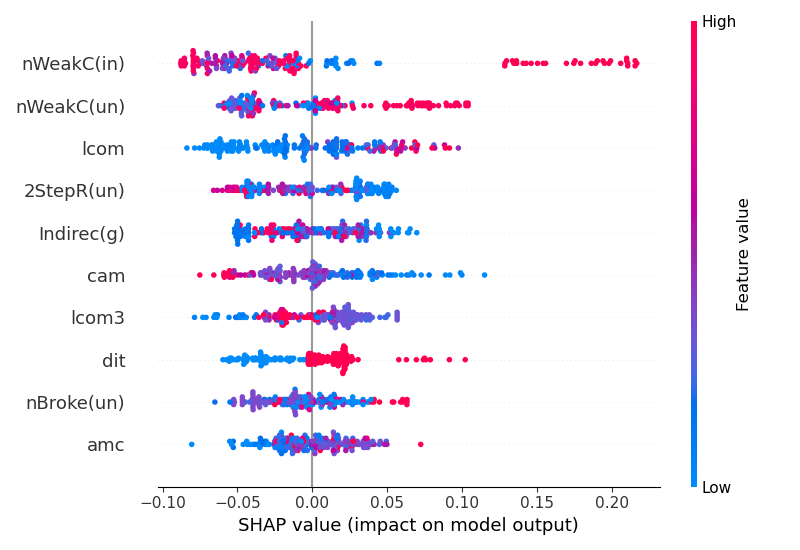 High
nWeakC(in)
nWeakC(un)
lcom
2StepR(un)
Indirec(g)
cam
lcom3
dit
nBroke(un)
amc
Feature value
Low
−0.10 −0.05 0.00 0.05 0.10 0.15 0.20
SHAP value (impact on model output)